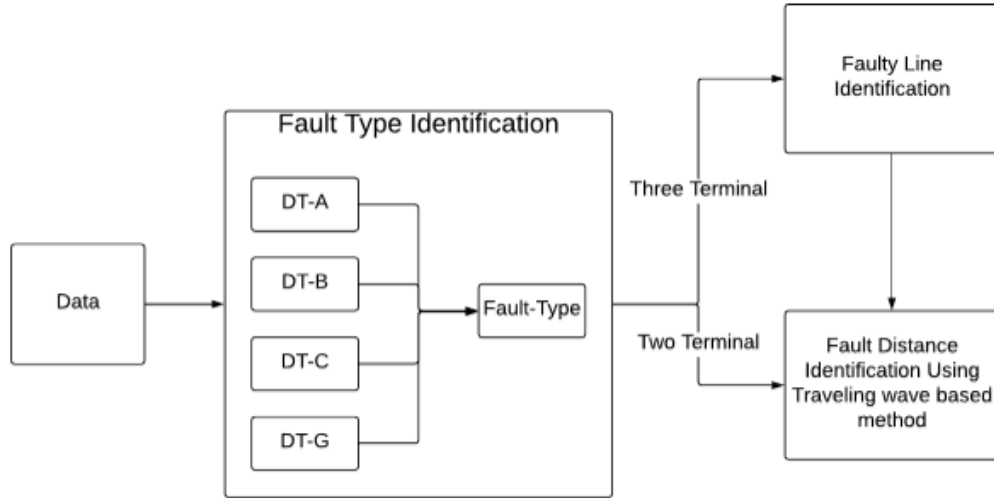 Data
Fault Type Identification
DT-A
DT-B
DT-C
DT-G
Fault-Type
Three Terminal
Two Terminal
Faulty Line
Identification
Fault Distance
Identification Using
Traveling wave based
method